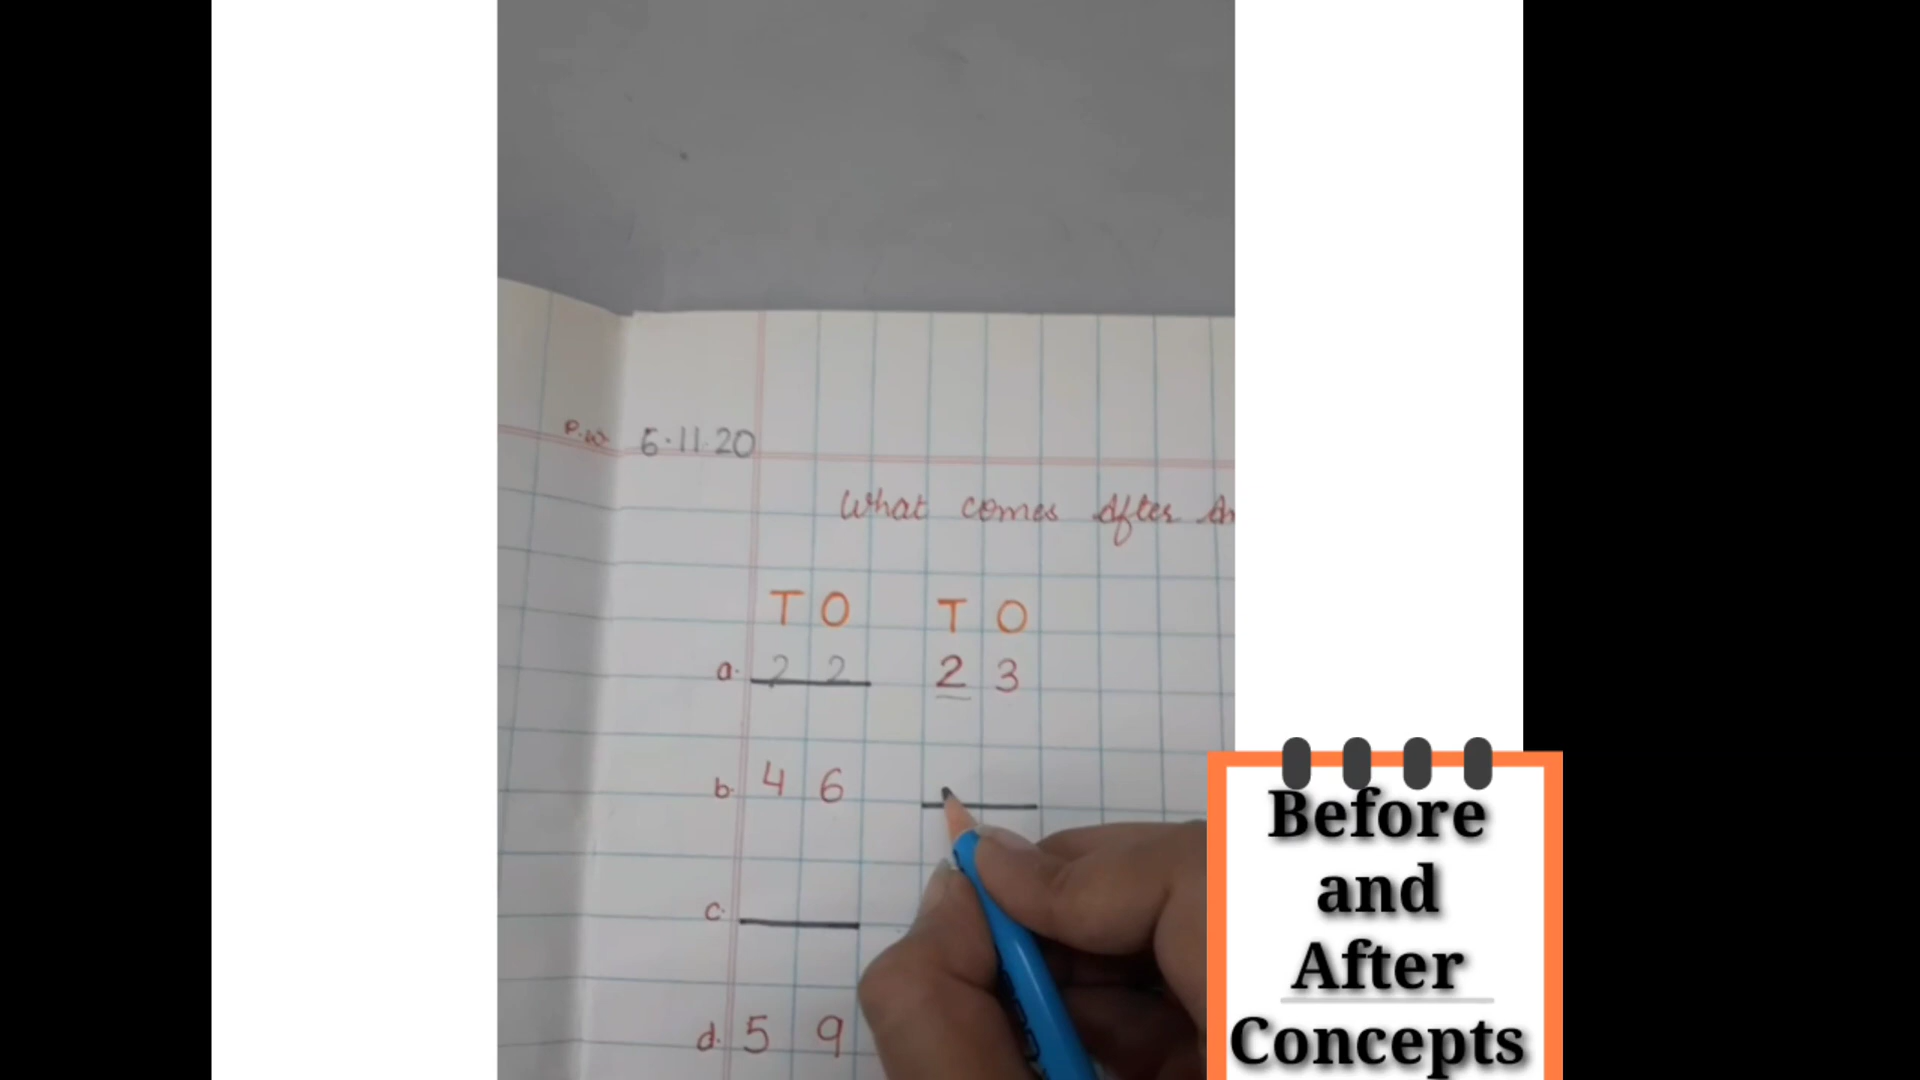 P.W. 6.11.20
What comes After
T O T O
a. 2 2 2 3
b. 4 6
c.
d. 5 9
Before
and
After
Concepts